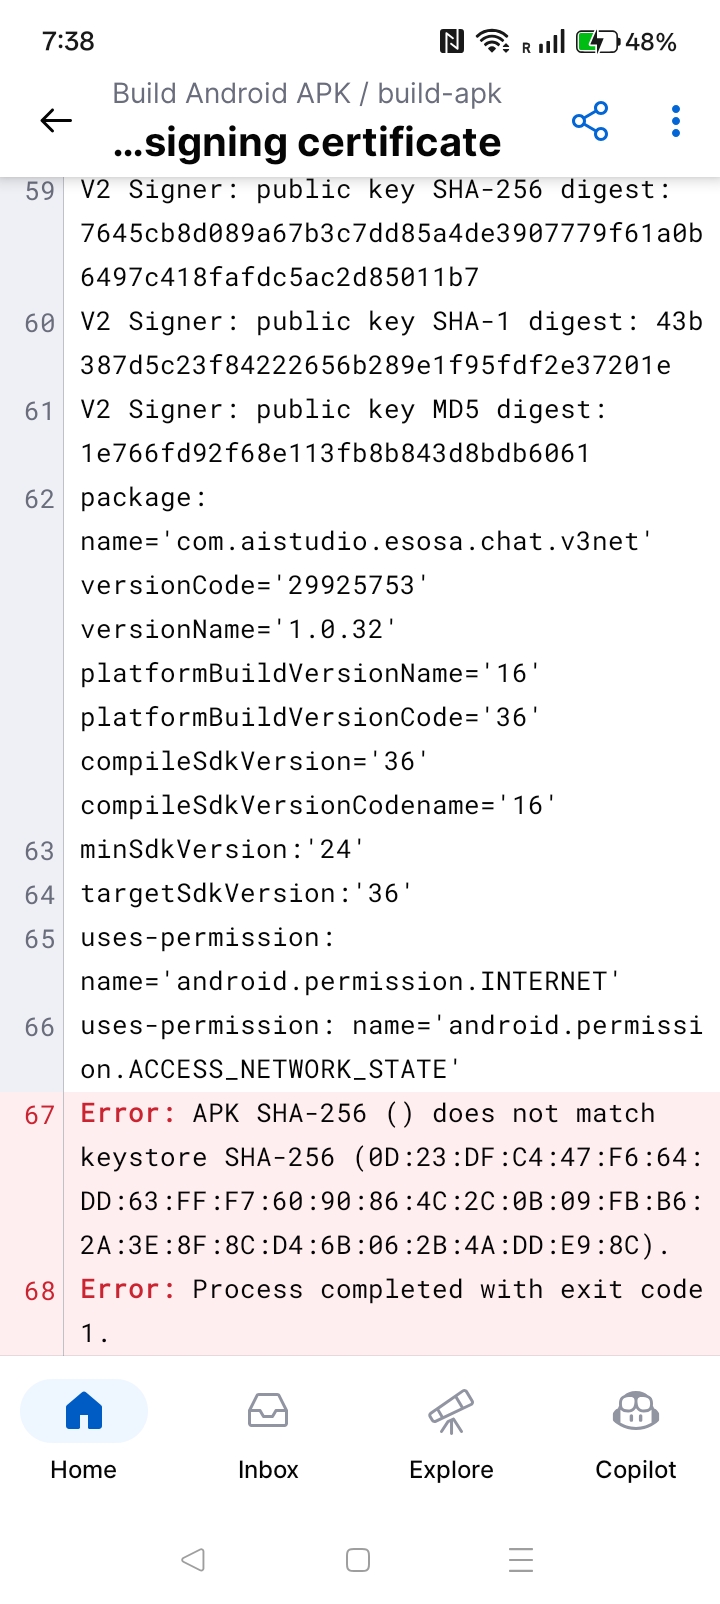 7:38
R
48%
Build Android APK / build-apk
...signing certificate
59 V2 Signer: public key SHA-256 digest:
7645cb8d089a67b3c7dd85a4de3907779f61a0b
6497c418fafdc5ac2d85011b7
60 V2 Signer: public key SHA-1 digest: 43b
387d5c23f84222656b289e1f95fdf2e37201e
61 V2 Signer: public key MD5 digest:
1e766fd92f68e113fb8b843d8bdb6061
62 package:
name='com.aistudio.esosa.chat.v3net'
versionCode='29925753'
versionName='1.0.32'
platformBuildVersionName='16'
platformBuildVersionCode='36'
compileSdkVersion='36'
compileSdkVersionCodename='16'
63 minSdkVersion:'24'
64 targetSdkVersion:'36'
65 uses-permission:
name='android.permission.INTERNET'
66 uses-permission: name='android.permissi
on.ACCESS_NETWORK_STATE'
67 Error: APK SHA-256 () does not match
keystore SHA-256 (0D:23:DF:C4:47:F6:64:
DD:63:FF:F7:60:90:86:4C:2C:0B:09:FB:B6:
2A:3E:8F:8C:D4:6B:06:2B:4A:DD:E9:8C).
68 Error: Process completed with exit code
1.
Home
Inbox
Explore
Copilot